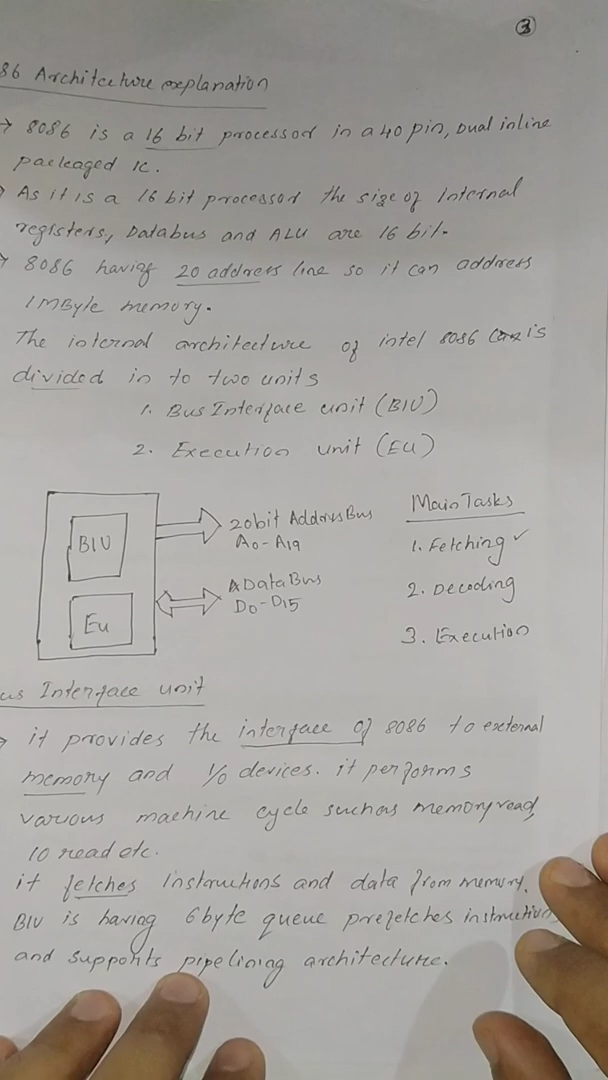 3
86 Architecture explanation
→ 8086 is a 16 bit processor in a 40 pin, Dual inline
packaged IC.
→ As it is a 16 bit processor the size of Internal
registers, Databus and ALU are 16 bit.
→ 8086 having 20 address line so it can address
1 MByte memory.
The internal architecture of intel 8086 is
divided in to two units
1. Bus Interface unit (BIU)
2. Execution unit (EU)
BIU
EU
20bit Address Bus
A0-A19
Data Bus
D0-D15
Main Tasks
1. Fetching ✓
2. Decoding
3. Execution
us Interface unit
→ it provides the interface of 8086 to external
memory and I/O devices. it performs
various machine cycle such as memory read,
IO read etc.
it fetches Instructions and data from memory.
BIU is having 6 byte queue prefetches instruction
and supports pipelining architecture.